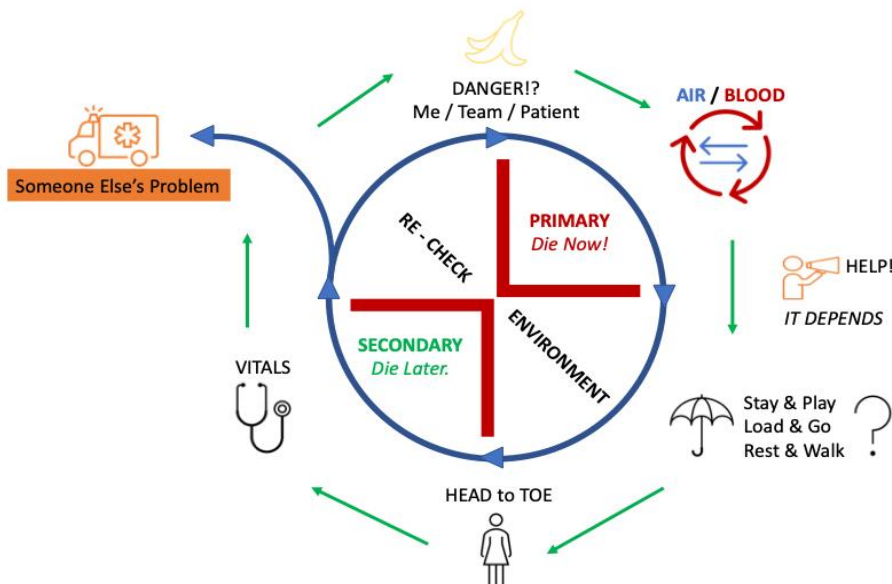 DANGER!?
Me / Team / Patient
AIR / BLOOD
Someone Else's Problem
RE - CHECK
PRIMARY
Die Now!
HELP!
IT DEPENDS
ENVIRONMENT
SECONDARY
Die Later.
VITALS
Stay & Play
Load & Go
Rest & Walk
?
HEAD to TOE